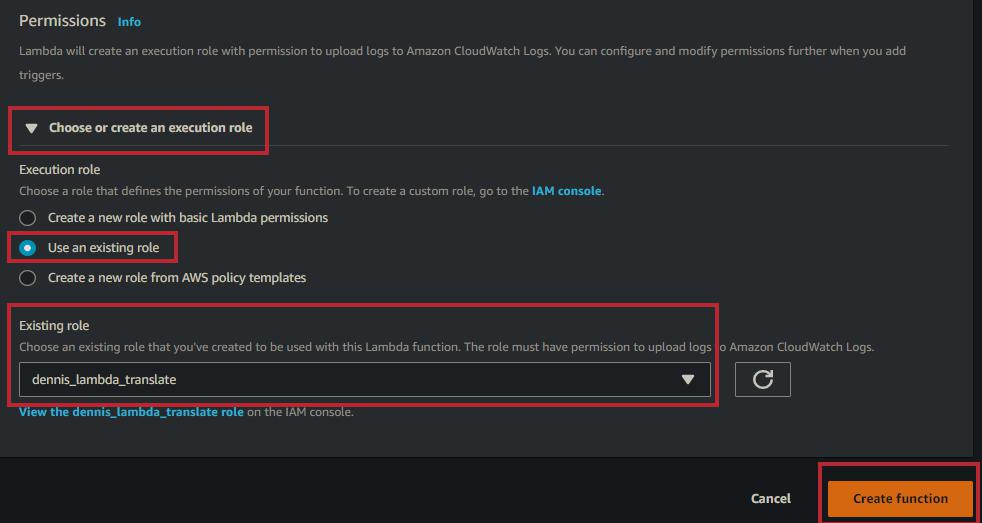 Permissions Info
Lambda will create an execution role with permission to upload logs to Amazon CloudWatch Logs. You can configure and modify permissions further when you add
triggers.
Choose or create an execution role
Execution role
Choose a role that defines the permissions of your function. To create a custom role, go to the IAM console.
Create a new role with basic Lambda permissions
Use an existing role
Create a new role from AWS policy templates
Existing role
Choose an existing role that you've created to be used with this Lambda function. The role must have permission to upload logs to Amazon CloudWatch Logs.
dennis_lambda_translate
View the dennis_lambda_translate role on the IAM console.
Cancel Create function